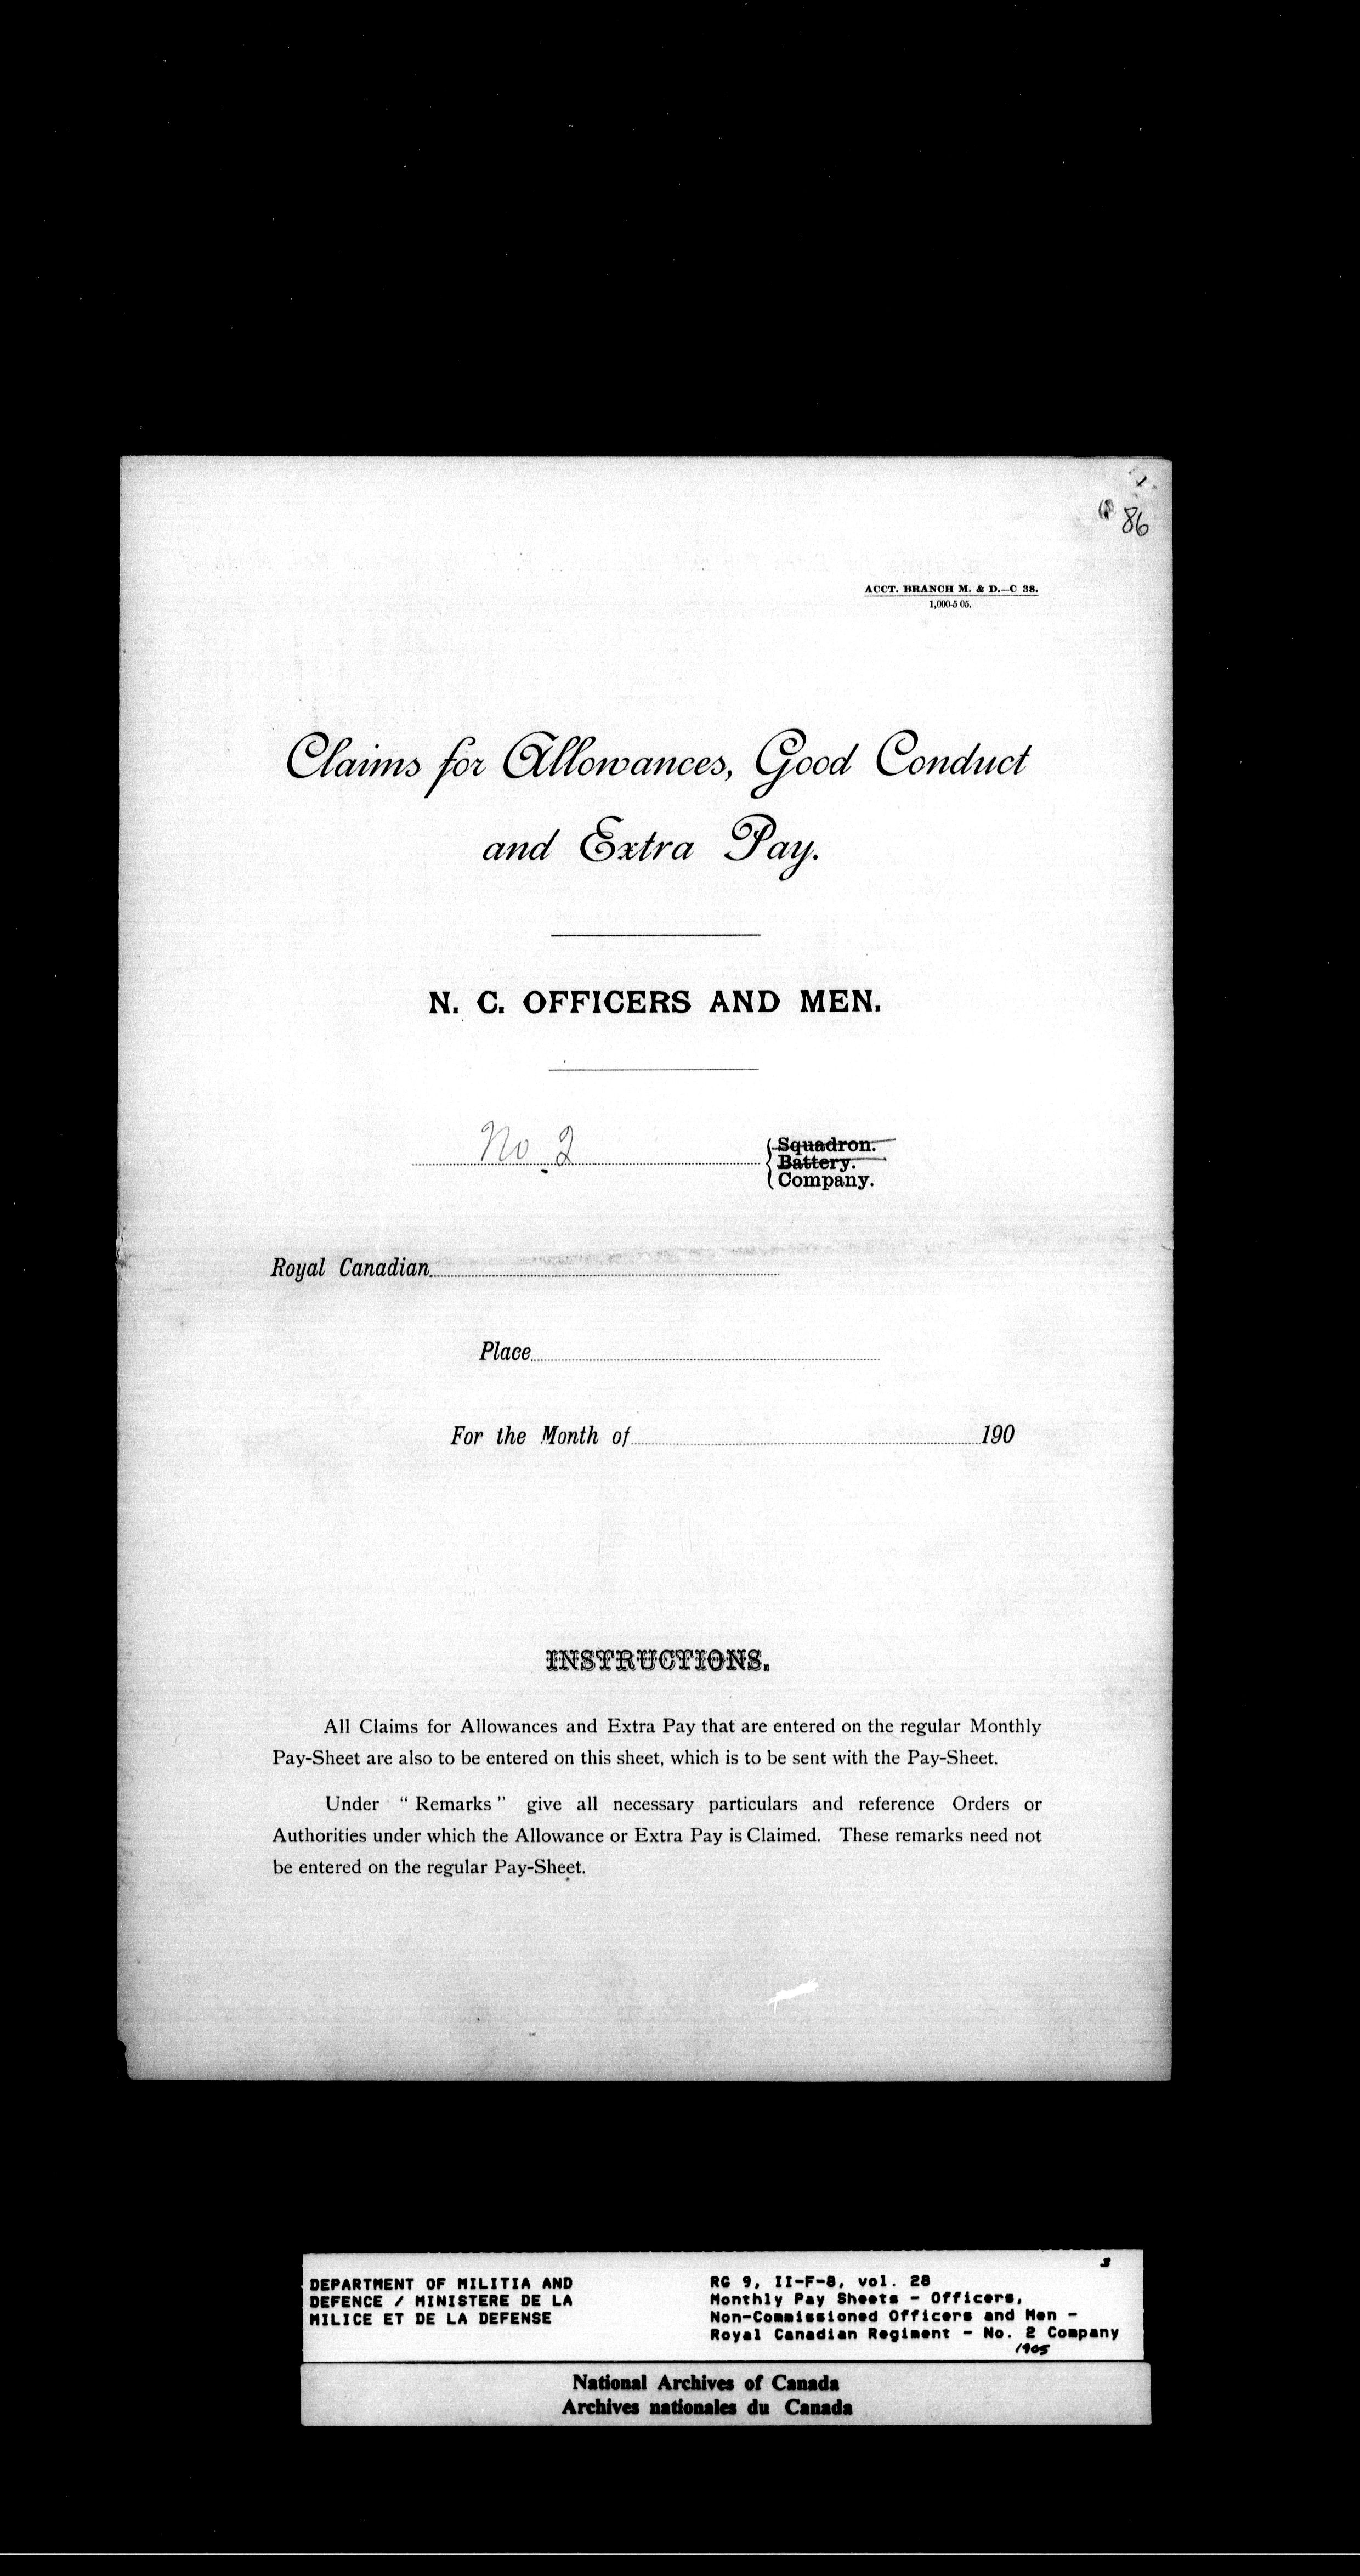 86
ACCT. BRANCH M. & D.—C 38.
1,000-5 05.
Claims for Allowances, Good Conduct
and Extra Pay.
N. C. OFFICERS AND MEN.
No. 2
Squadron.
Battery.
Company.
Royal Canadian
Place
For the Month of 190
INSTRUCTIONS.
All Claims for Allowances and Extra Pay that are entered on the regular Monthly
Pay-Sheet are also to be entered on this sheet, which is to be sent with the Pay-Sheet.
Under “ Remarks ” give all necessary particulars and reference Orders or
Authorities under which the Allowance or Extra Pay is Claimed. These remarks need not
be entered on the regular Pay-Sheet.
3
DEPARTMENT OF MILITIA AND
DEFENCE / MINISTERE DE LA
MILICE ET DE LA DEFENSE
RG 9, II-F-8, vol. 28
Monthly Pay Sheets - Officers,
Non-Commissioned Officers and Men -
Royal Canadian Regiment - No. 2 Company
1905
National Archives of Canada
Archives nationales du Canada